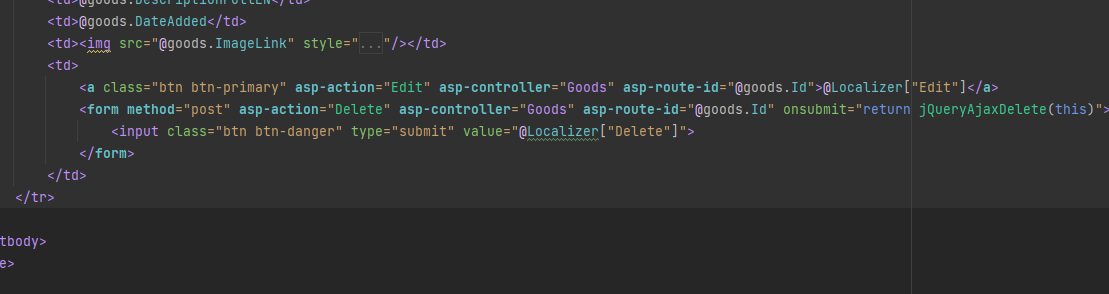 <td>@goods.DescriptionFullEN</td>
<td>@goods.DateAdded</td>
<td><img src="@goods.ImageLink" style="..."/></td>
<td>
<a class="btn btn-primary" asp-action="Edit" asp-controller="Goods" asp-route-id="@goods.Id">@Localizer["Edit"]</a>
<form method="post" asp-action="Delete" asp-controller="Goods" asp-route-id="@goods.Id" onsubmit="return jQueryAjaxDelete(this)">
<input class="btn btn-danger" type="submit" value="@Localizer["Delete"]">
</form>
</td>
</tr>
tbody>
e>